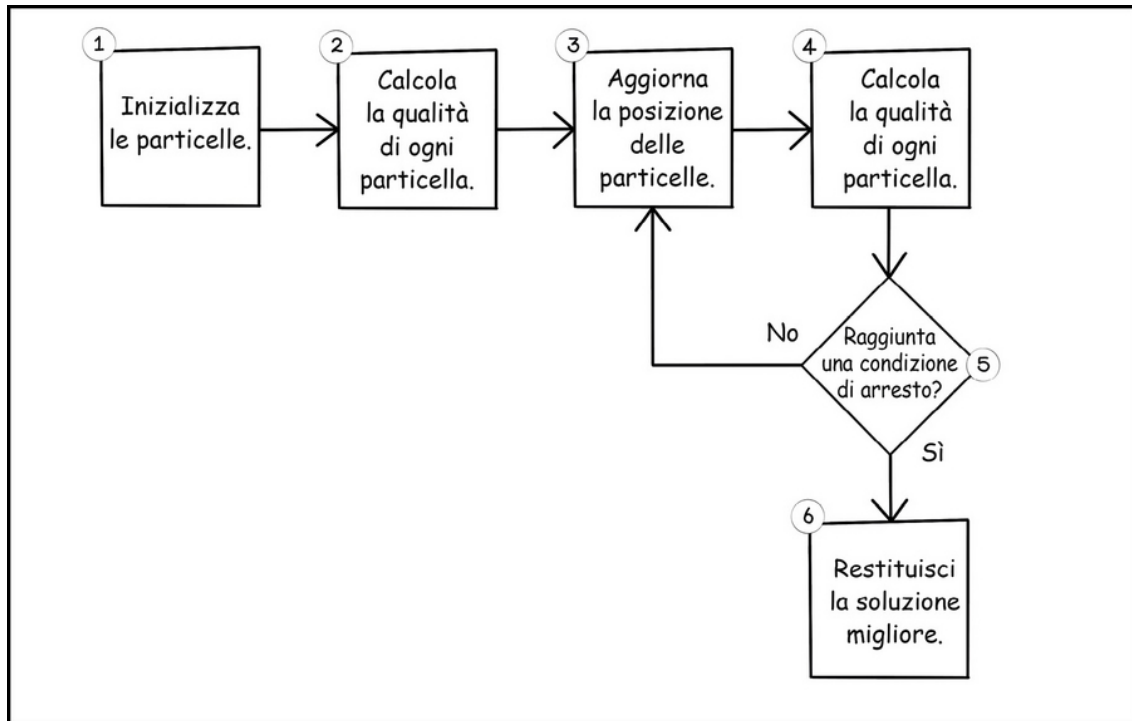 1
Inizializza
le particelle.
2
Calcola
la qualità
di ogni
particella.
3
Aggiorna
la posizione
delle
particelle.
4
Calcola
la qualità
di ogni
particella.
No
Raggiunta
una condizione
di arresto?
5
Sì
6
Restituisci
la soluzione
migliore.